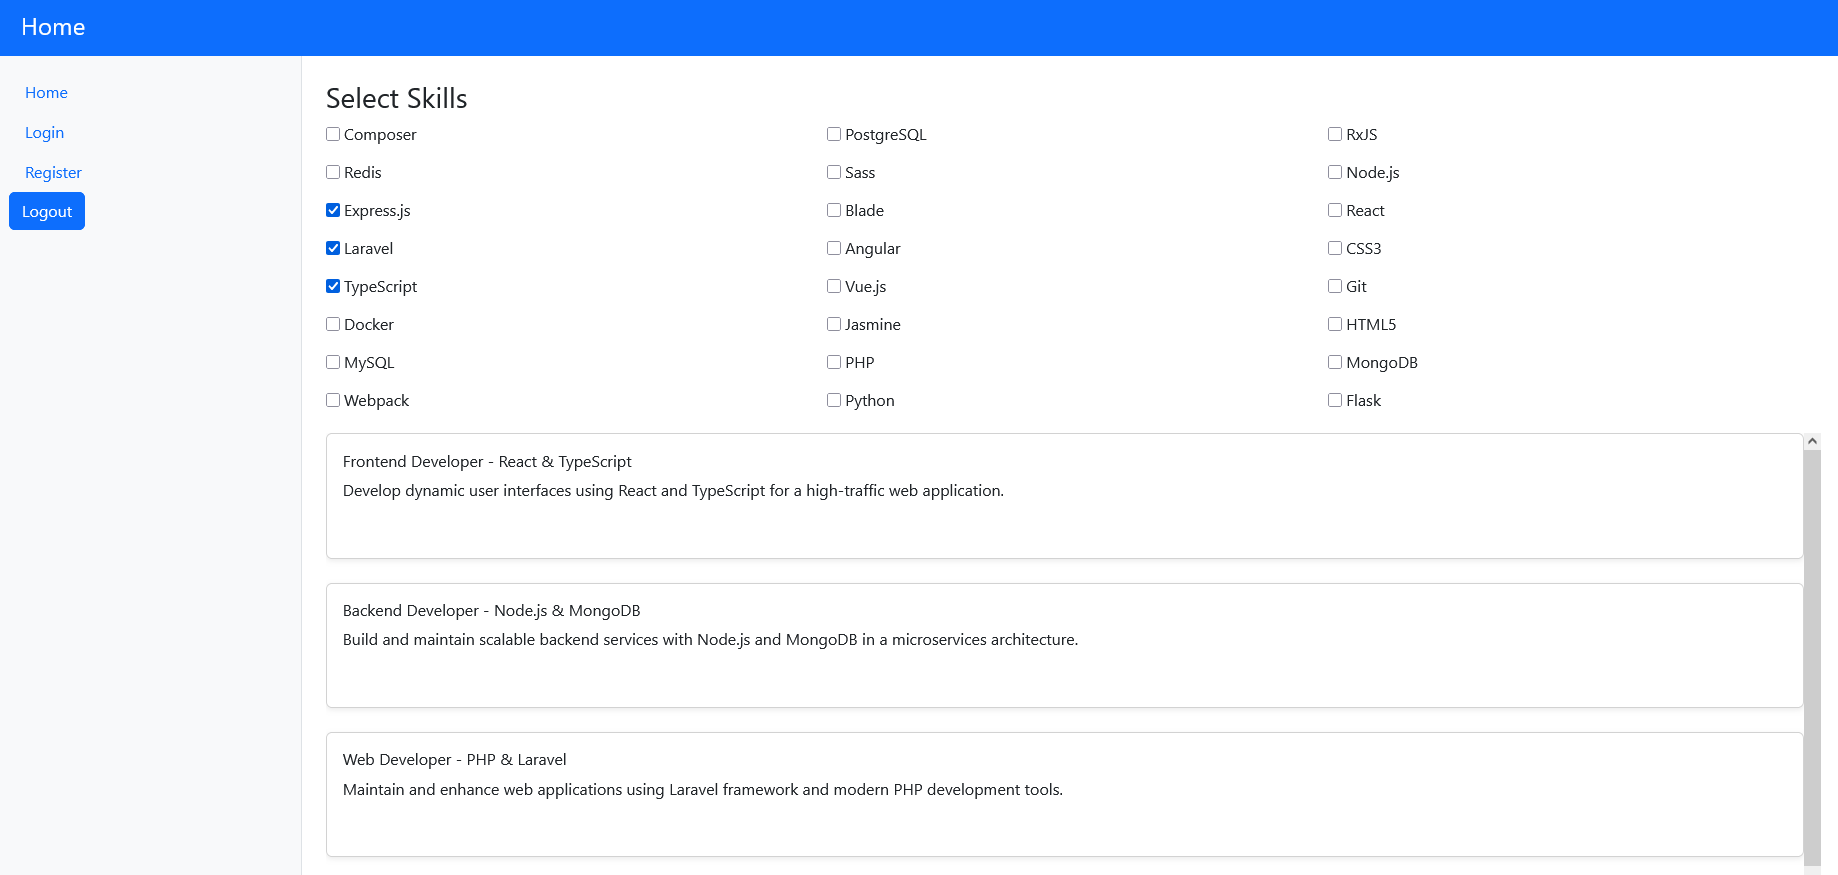 Home
Home
Login
Register
Logout
Select Skills
Composer
PostgreSQL
RxJS
Redis
Sass
Node.js
Express.js
Blade
React
Laravel
Angular
CSS3
TypeScript
Vue.js
Git
Docker
Jasmine
HTML5
MySQL
PHP
MongoDB
Webpack
Python
Flask
Frontend Developer - React & TypeScript
Develop dynamic user interfaces using React and TypeScript for a high-traffic web application.
Backend Developer - Node.js & MongoDB
Build and maintain scalable backend services with Node.js and MongoDB in a microservices architecture.
Web Developer - PHP & Laravel
Maintain and enhance web applications using Laravel framework and modern PHP development tools.